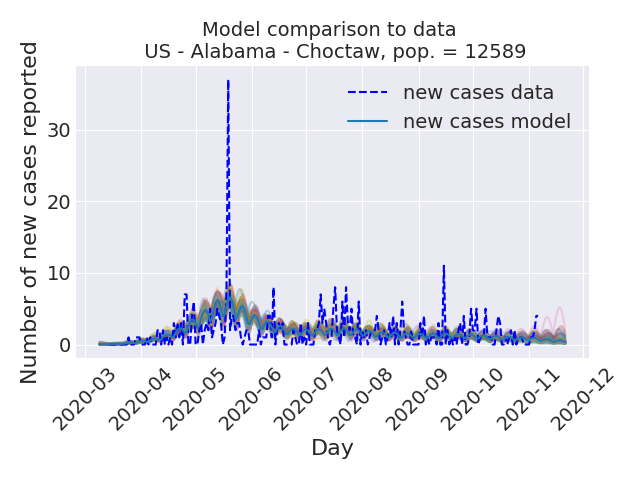 Model comparison to data
US - Alabama - Choctaw, pop. = 12589
Number of new cases reported
30
20
10
0
new cases data
new cases model
2020-03
2020-04
2020-05
2020-06
2020-07
2020-08
2020-09
2020-10
2020-11
2020-12
Day